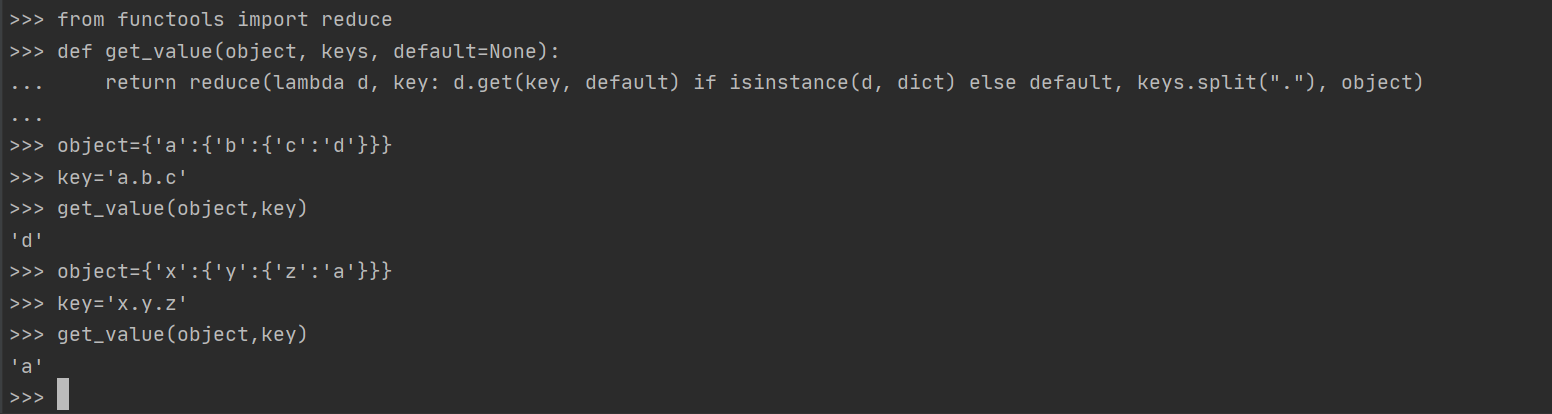 >>> from functools import reduce
>>> def get_value(object, keys, default=None):
...     return reduce(lambda d, key: d.get(key, default) if isinstance(d, dict) else default, keys.split("."), object)
...
>>> object={'a':{'b':{'c':'d'}}}
>>> key='a.b.c'
>>> get_value(object,key)
'd'
>>> object={'x':{'y':{'z':'a'}}}
>>> key='x.y.z'
>>> get_value(object,key)
'a'
>>>